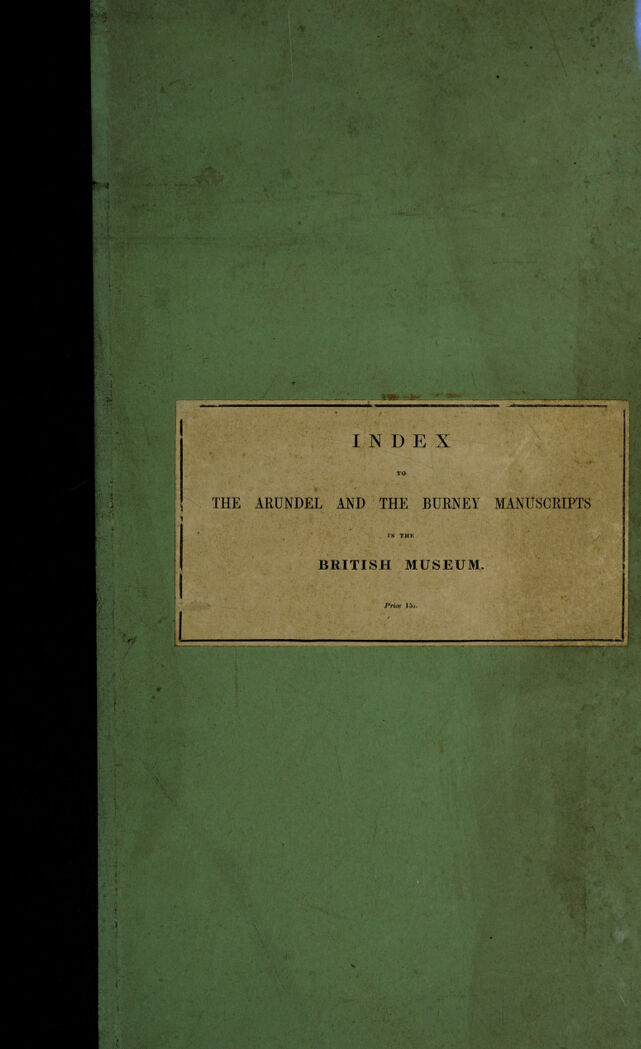 INDEX
TO
THE ARUNDEL AND THE BURNEY MANUSCRIPTS
IN THE
BRITISH MUSEUM.
Price 15s.